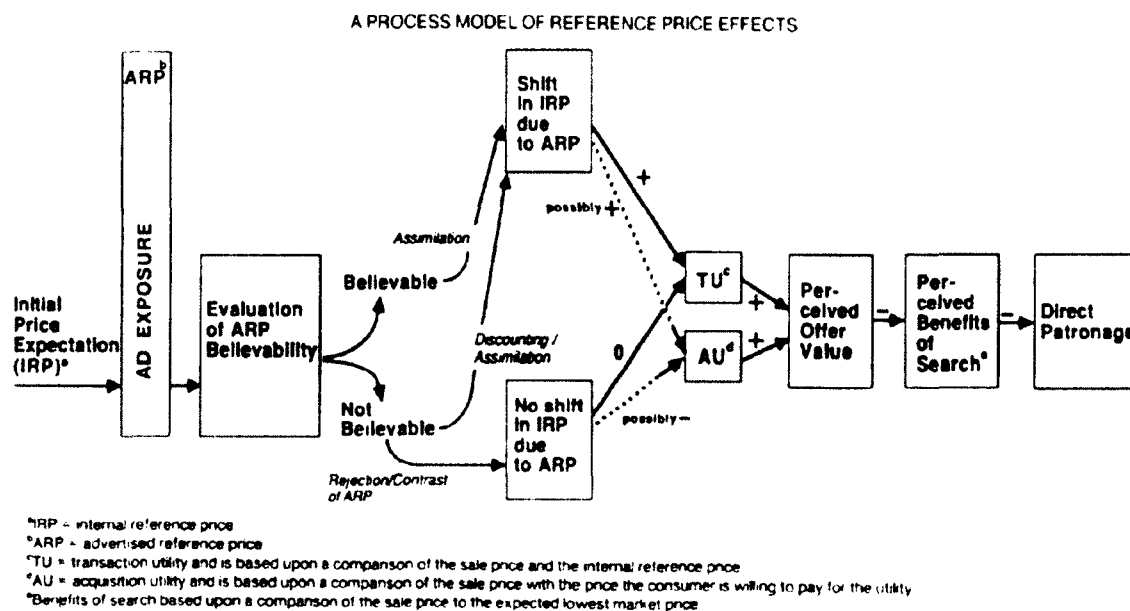 A PROCESS MODEL OF REFERENCE PRICE EFFECTS
ARP^b
AD EXPOSURE
Initial
Price
Expectation
(IRP)^a
Evaluation
of ARP
Believability
Believable
Not
Believable
Assimilation
Discounting /
Assimilation
Rejection/Contrast
of ARP
Shift
in IRP
due
to ARP
No shift
in IRP
due
to ARP
+
possibly +
0
possibly –
TU^c
AU^d
+
+
Per-
ceived
Offer
Value
–
Per-
ceived
Benefits
of
Search^e
–
Direct
Patronage
^aIRP = internal reference price
^bARP = advertised reference price
^cTU = transaction utility and is based upon a comparison of the sale price and the internal reference price
^dAU = acquisition utility and is based upon a comparison of the sale price with the price the consumer is willing to pay for the utility
^eBenefits of search based upon a comparison of the sale price to the expected lowest market price